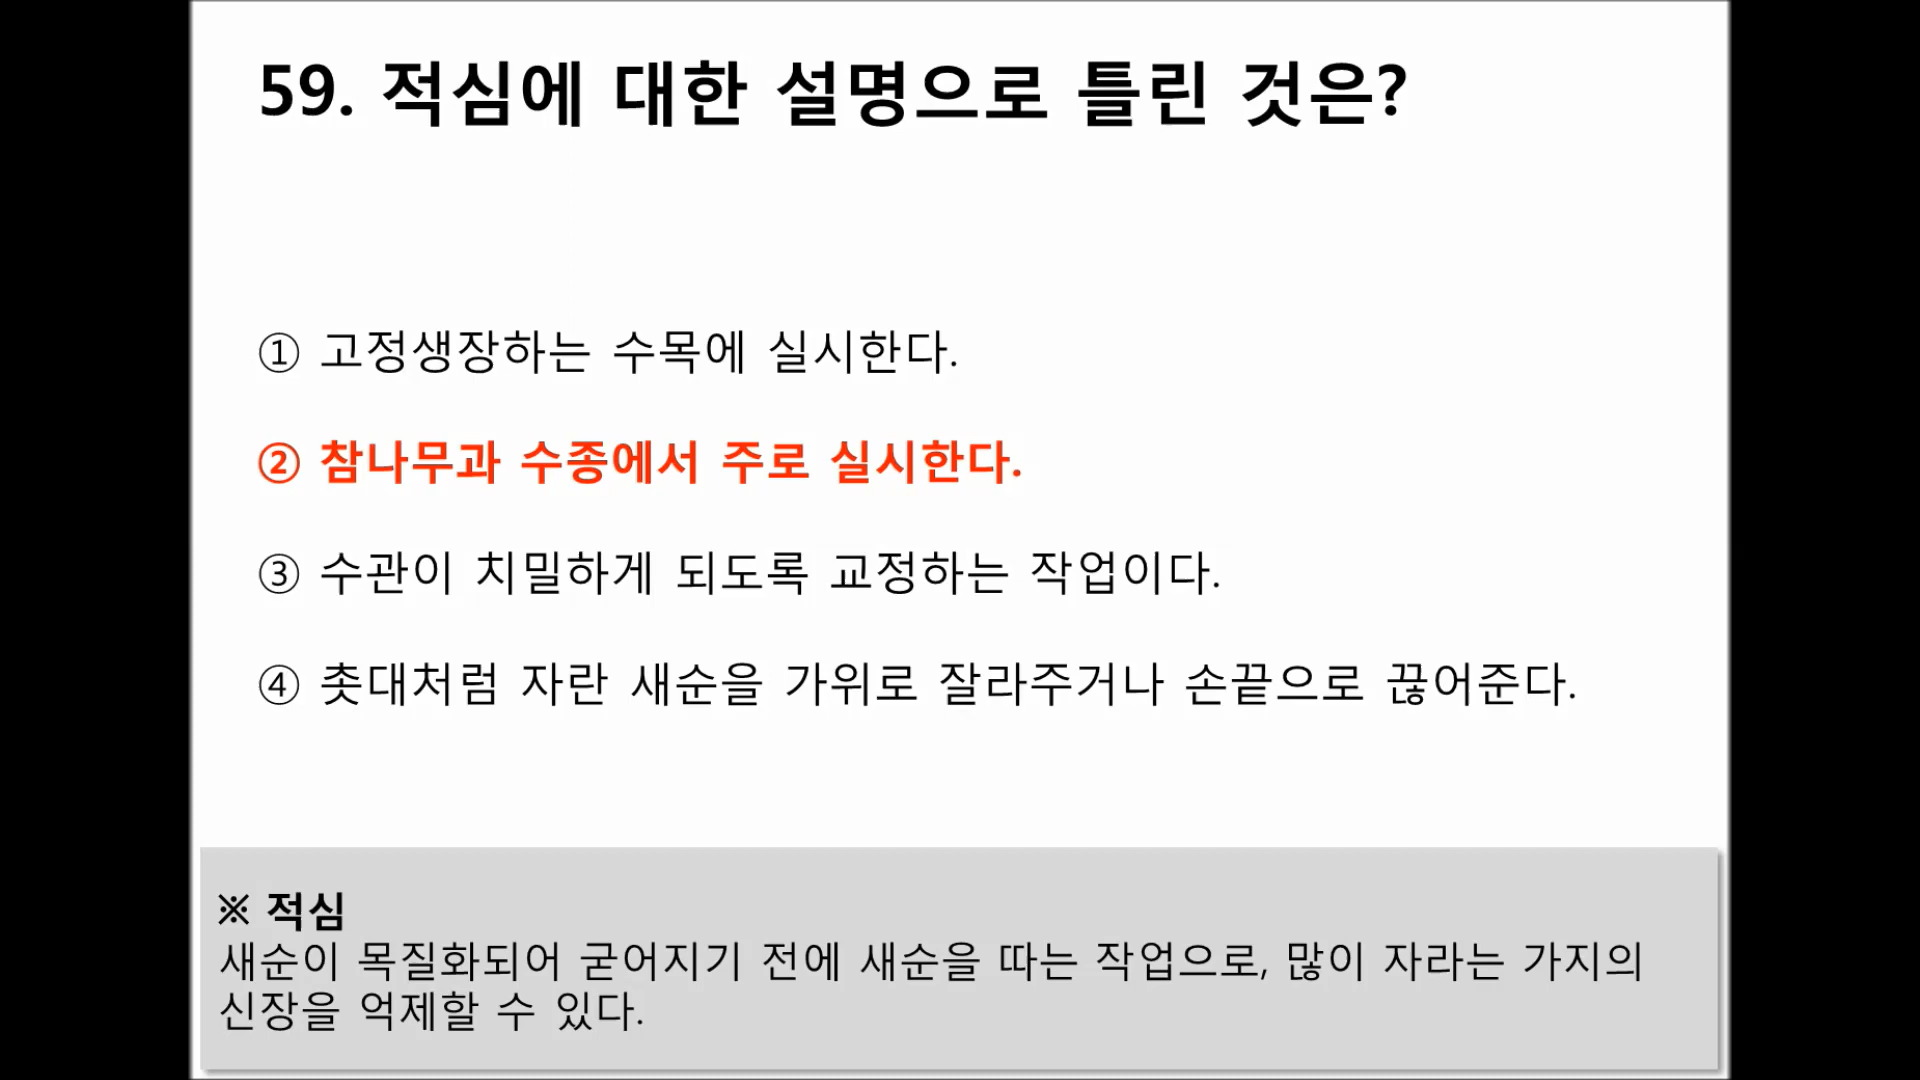 59. 적심에 대한 설명으로 틀린 것은?
① 고정생장하는 수목에 실시한다.
② 참나무과 수종에서 주로 실시한다.
③ 수관이 치밀하게 되도록 교정하는 작업이다.
④ 촛대처럼 자란 새순을 가위로 잘라주거나 손끝으로 끊어준다.
※ 적심
새순이 목질화되어 굳어지기 전에 새순을 따는 작업으로, 많이 자라는 가지의
신장을 억제할 수 있다.